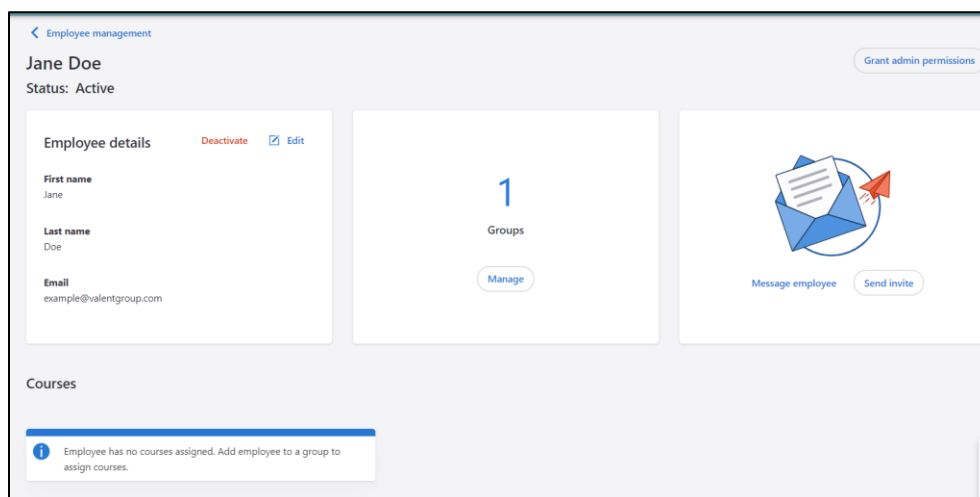 Employee management
Jane Doe
Grant admin permissions
Status: Active
Employee details
Deactivate
Edit
First name
Jane
Last name
Doe
Email
example@valentgroup.com
1
Groups
Manage
Message employee
Send invite
Courses
Employee has no courses assigned. Add employee to a group to
assign courses.